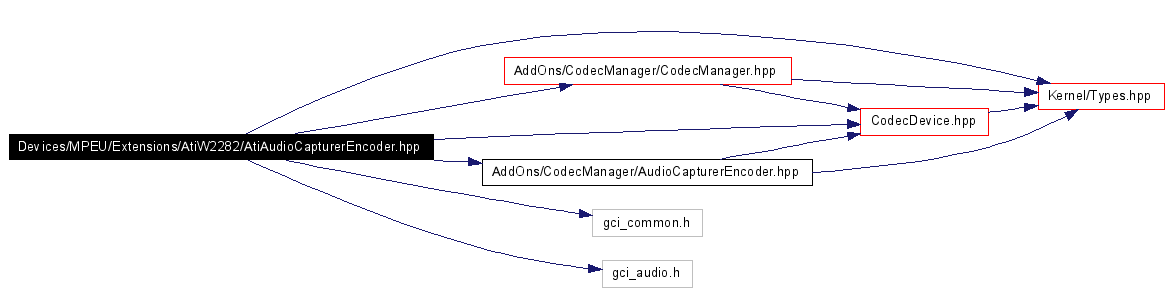 AddOns/CodecManager/CodecManager.hpp
Kernel/Types.hpp
CodecDevice.hpp
Devices/MPEU/Extensions/AtiW2282/AtiAudioCapturerEncoder.hpp
AddOns/CodecManager/AudioCapturerEncoder.hpp
gci_common.h
gci_audio.h